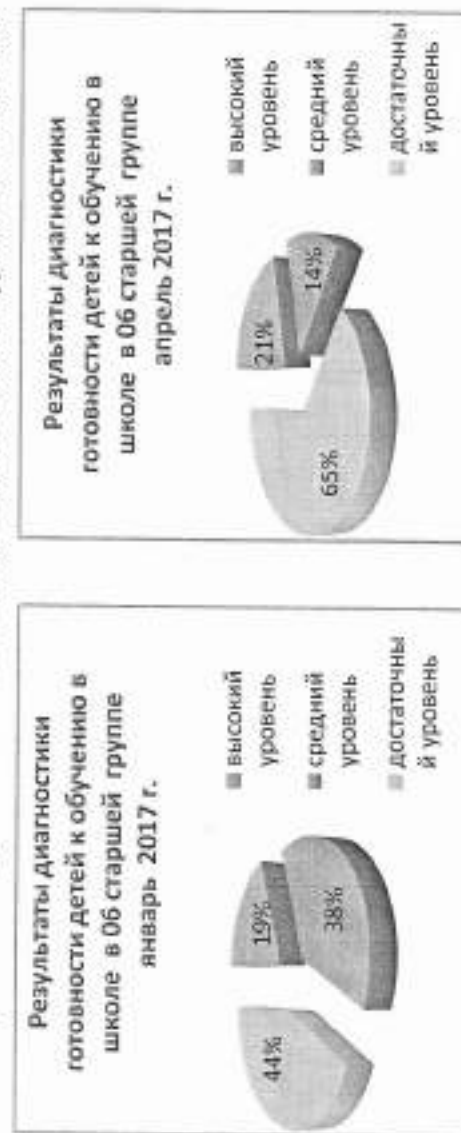 Результаты диагностики
готовности детей к обучению в
школе в 06 старшей группе
январь 2017 г.
19%
38%
44%
высокий
уровень
средний
уровень
достаточны
й уровень
Результаты диагностики
готовности детей к обучению в
школе в 06 старшей группе
апрель 2017 г.
21%
14%
65%
высокий
уровень
средний
уровень
достаточны
й уровень